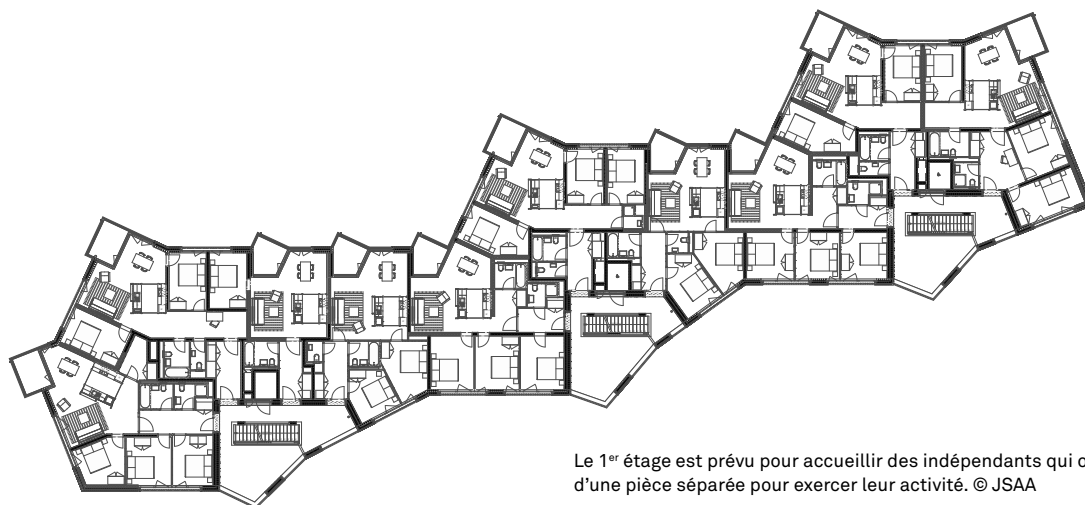 Le 1er étage est prévu pour accueillir des indépendants qui
d'une pièce séparée pour exercer leur activité. © JSAA